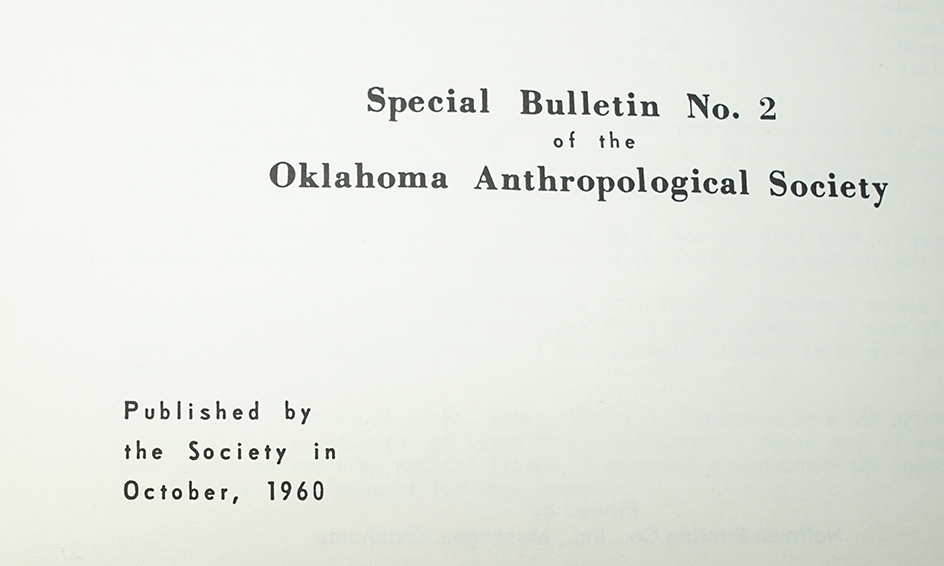 Special Bulletin No. 2
of the
Oklahoma Anthropological Society
Published by
the Society in
October, 1960